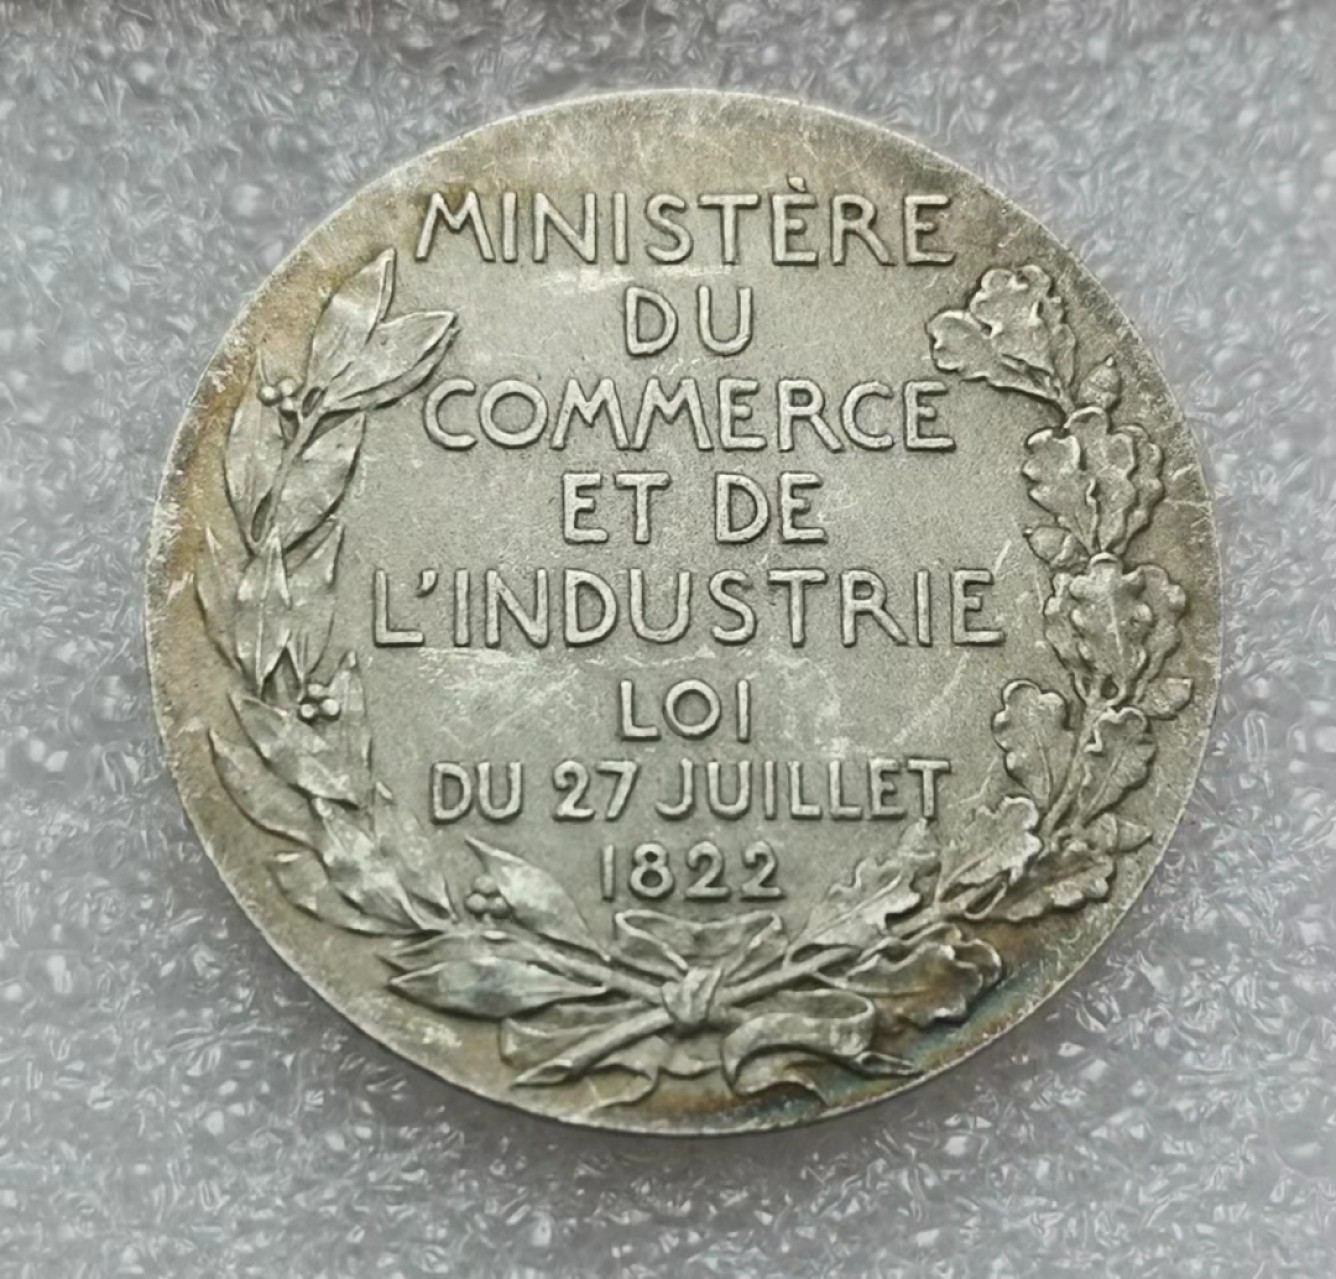 MINISTÈRE
DU
COMMERCE
ET DE
L'INDUSTRIE
LOI
DU 27 JUILLET
1822